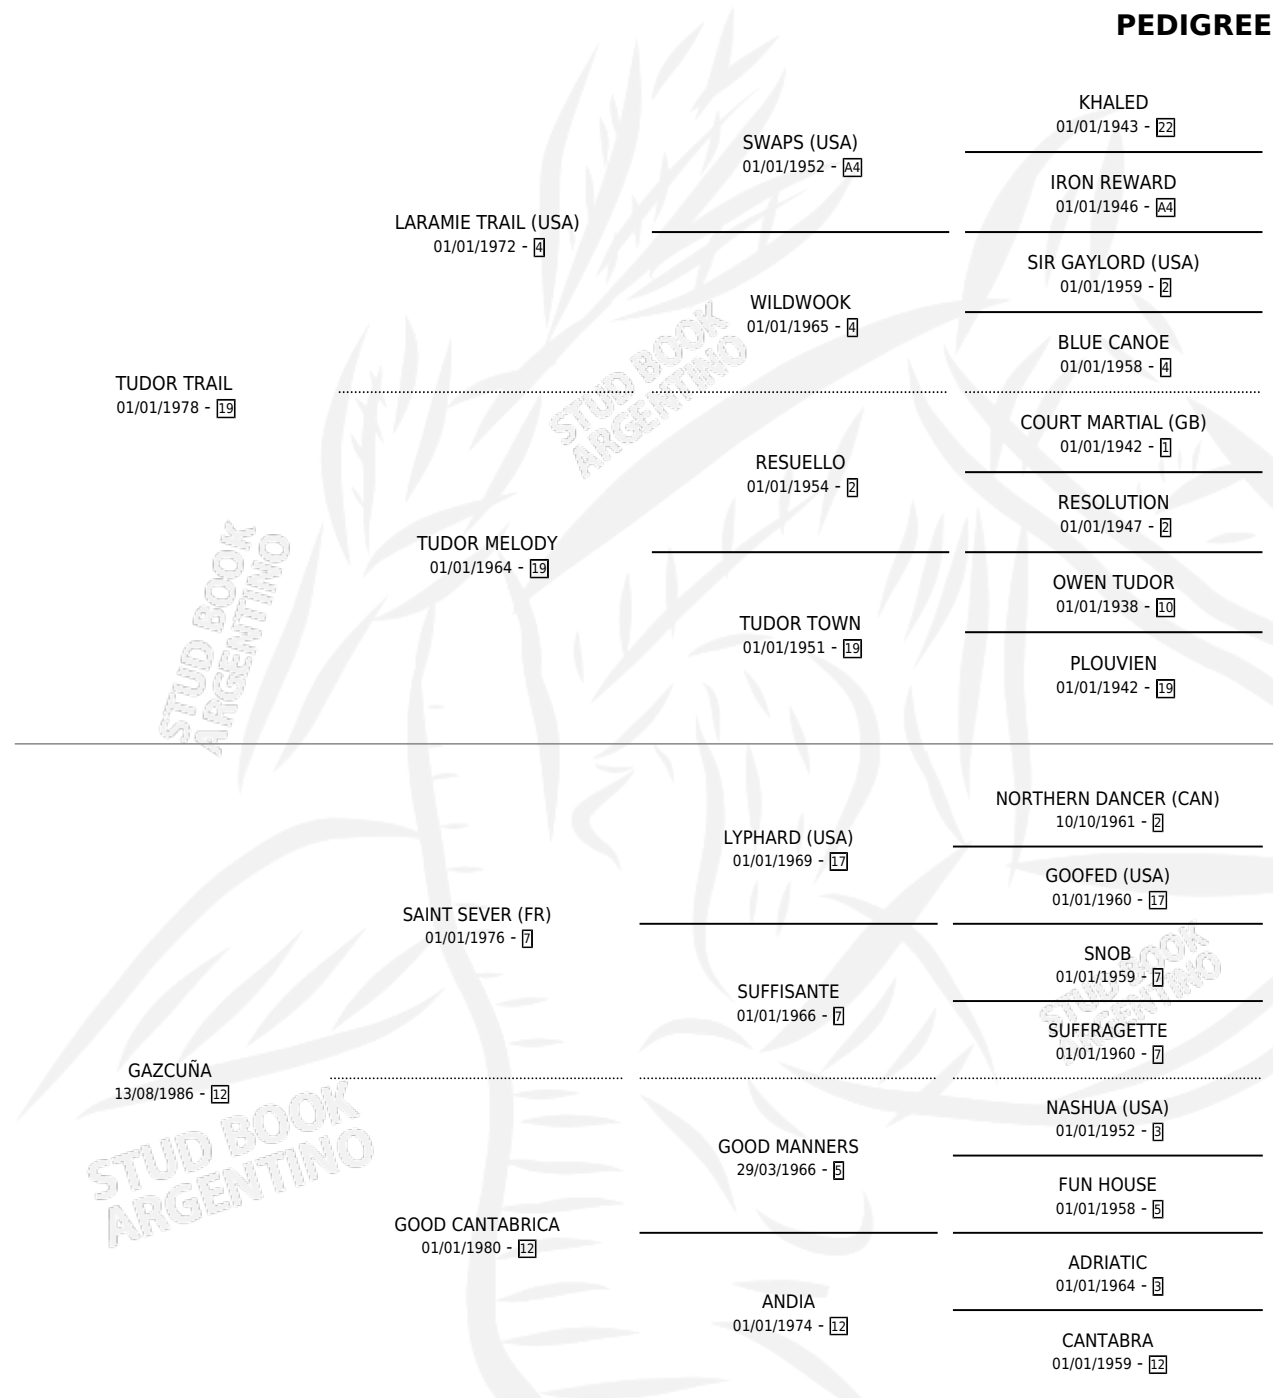 PEDIGREE
KHALED
01/01/1943 - 22
SWAPS (USA)
01/01/1952 - A4
IRON REWARD
01/01/1946 - A4
LARAMIE TRAIL (USA)
01/01/1972 - 4
SIR GAYLORD (USA)
01/01/1959 - 2
WILDWOOK
01/01/1965 - 4
BLUE CANOE
01/01/1958 - 4
STUD BOOK
ARGENTINO
TUDOR TRAIL
01/01/1978 - 19
COURT MARTIAL (GB)
01/01/1942 - 1
RESUELLO
01/01/1954 - 2
RESOLUTION
01/01/1947 - 2
TUDOR MELODY
01/01/1964 - 19
OWEN TUDOR
01/01/1938 - 10
TUDOR TOWN
01/01/1951 - 19
PLOUVIEN
01/01/1942 - 19
STUD BOOK
ARGENTINO
NORTHERN DANCER (CAN)
10/10/1961 - 2
LYPHARD (USA)
01/01/1969 - 17
GOOFED (USA)
01/01/1960 - 17
SAINT SEVER (FR)
01/01/1976 - 7
SNOB
01/01/1959 - 7
SUFFISANTE
01/01/1966 - 7
SUFFRAGETTE
01/01/1960 - 7
STUD BOOK
ARGENTINO
GAZCUÑA
13/08/1986 - 12
NASHUA (USA)
01/01/1952 - 3
GOOD MANNERS
29/03/1966 - 5
FUN HOUSE
01/01/1958 - 5
GOOD CANTABRICA
01/01/1980 - 12
ADRIATIC
01/01/1964 - 3
ANDIA
01/01/1974 - 12
CANTABRA
01/01/1959 - 12
STUD BOOK
ARGENTINO